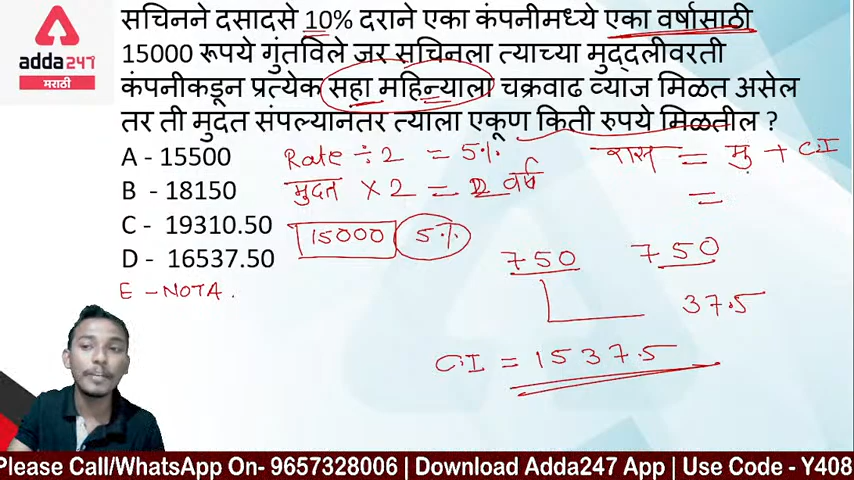 सचिनने दसादसे 10% दराने एका कंपनीमध्ये एका वर्षासाठी
15000 रूपये गुंतविले जर सचिनला त्याच्या मुद्दलीवरती
कंपनीकडून प्रत्येक सहा महिन्याला चक्रवाढ व्याज मिळत असेल
तर ती मुदत संपल्यानंतर त्याला एकूण किती रुपये मिळतील ?
adda247
मराठी
A - 15500
B - 18150
C - 19310.50
D - 16537.50
E - NOTA.
Rate ÷ 2 = 5%
मुदत × 2 = 2 वर्ष
15000 5%
रास = मु + CI
=
750 750
37.5
CI = 1537.5
Please Call/WhatsApp On- 9657328006 | Download Adda247 App | Use Code - Y408